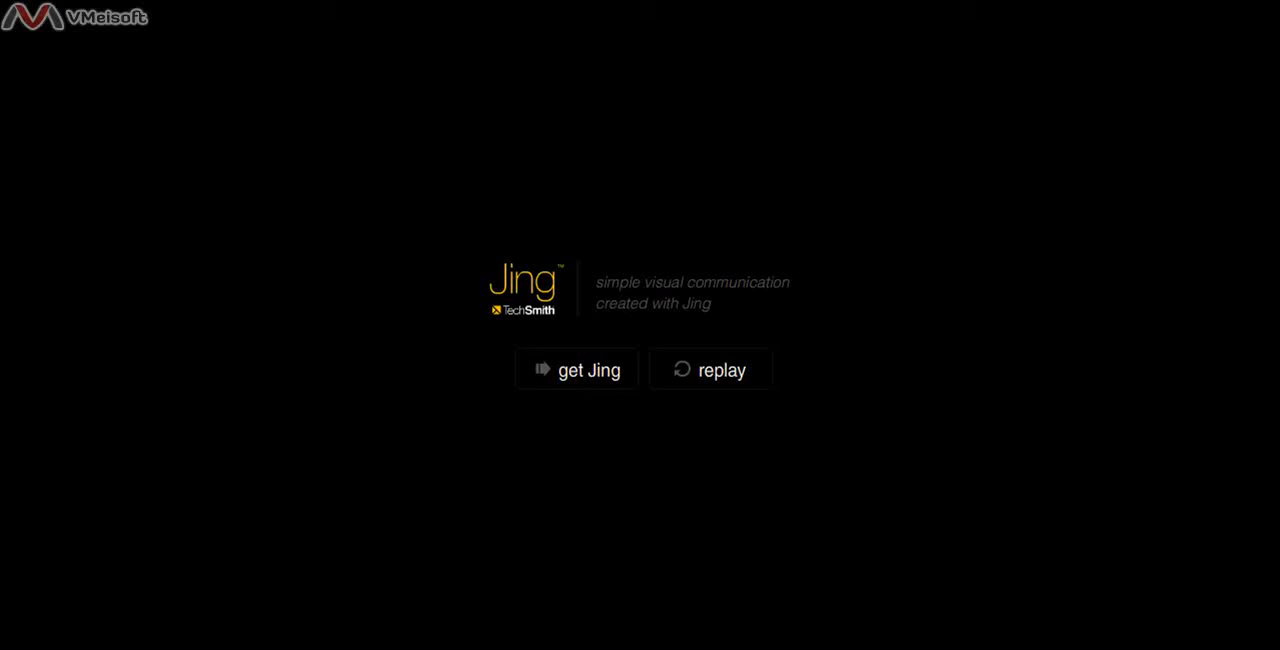 VMeisoft
Jing™
TechSmith
simple visual communication
created with Jing
get Jing
replay